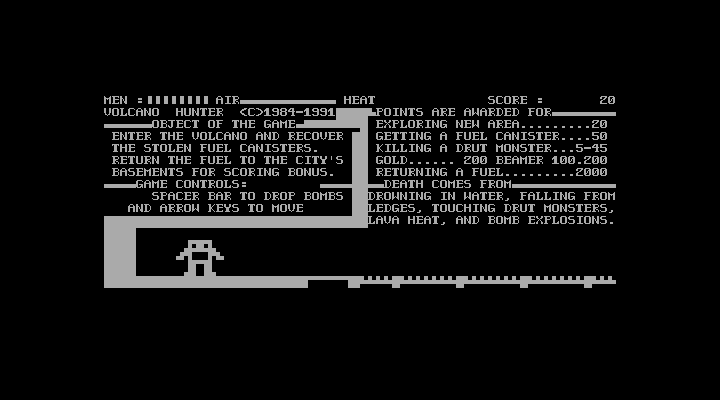 MEN : AIR HEAT SCORE : 20
VOLCANO HUNTER <C>1984-1991
OBJECT OF THE GAME
ENTER THE VOLCANO AND RECOVER
THE STOLEN FUEL CANISTERS.
RETURN THE FUEL TO THE CITY'S
BASEMENTS FOR SCORING BONUS.
GAME CONTROLS:
SPACER BAR TO DROP BOMBS
AND ARROW KEYS TO MOVE
POINTS ARE AWARDED FOR
EXPLORING NEW AREA.........20
GETTING A FUEL CANISTER....50
KILLING A DRUT MONSTER...5-45
GOLD...... 200 BEAMER 100.200
RETURNING A FUEL.........2000
DEATH COMES FROM
DROWNING IN WATER, FALLING FROM
LEDGES, TOUCHING DRUT MONSTERS,
LAVA HEAT, AND BOMB EXPLOSIONS.